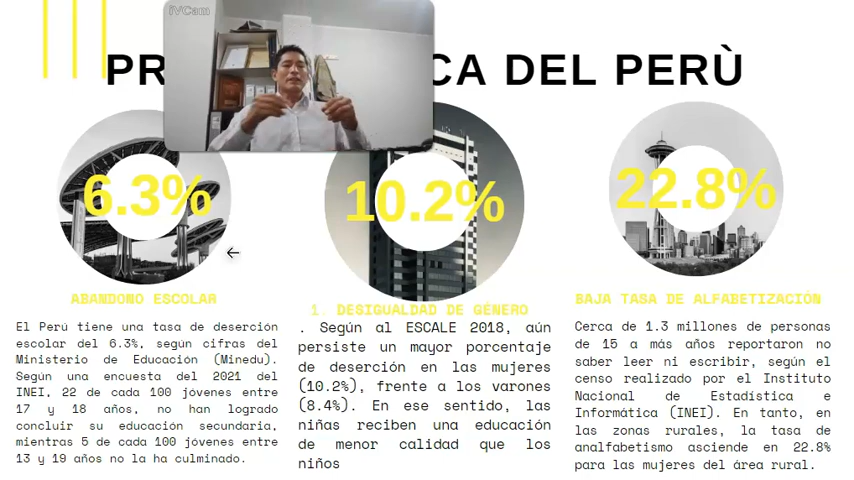 iVCam
PR CA DEL PERÙ
6.3%
10.2%
22.8%
ABANDONO ESCOLAR
El Perú tiene una tasa de deserción
escolar del 6.3%, según cifras del
Ministerio de Educación (Minedu).
Según una encuesta del 2021 del
INEI, 22 de cada 100 jóvenes entre
17 y 18 años, no han logrado
concluir su educación secundaria,
mientras 5 de cada 100 jóvenes entre
13 y 19 años no la ha culminado.
1. DESIGUALDAD DE GÉNERO
. Según al ESCALE 2018, aún
persiste un mayor porcentaje
de deserción en las mujeres
(10.2%), frente a los varones
(8.4%). En ese sentido, las
niñas reciben una educación
de menor calidad que los
niños
BAJA TASA DE ALFABETIZACIÓN
Cerca de 1.3 millones de personas
de 15 a más años reportaron no
saber leer ni escribir, según el
censo realizado por el Instituto
Nacional de Estadística e
Informática (INEI). En tanto, en
las zonas rurales, la tasa de
analfabetismo asciende en 22.8%
para las mujeres del área rural.